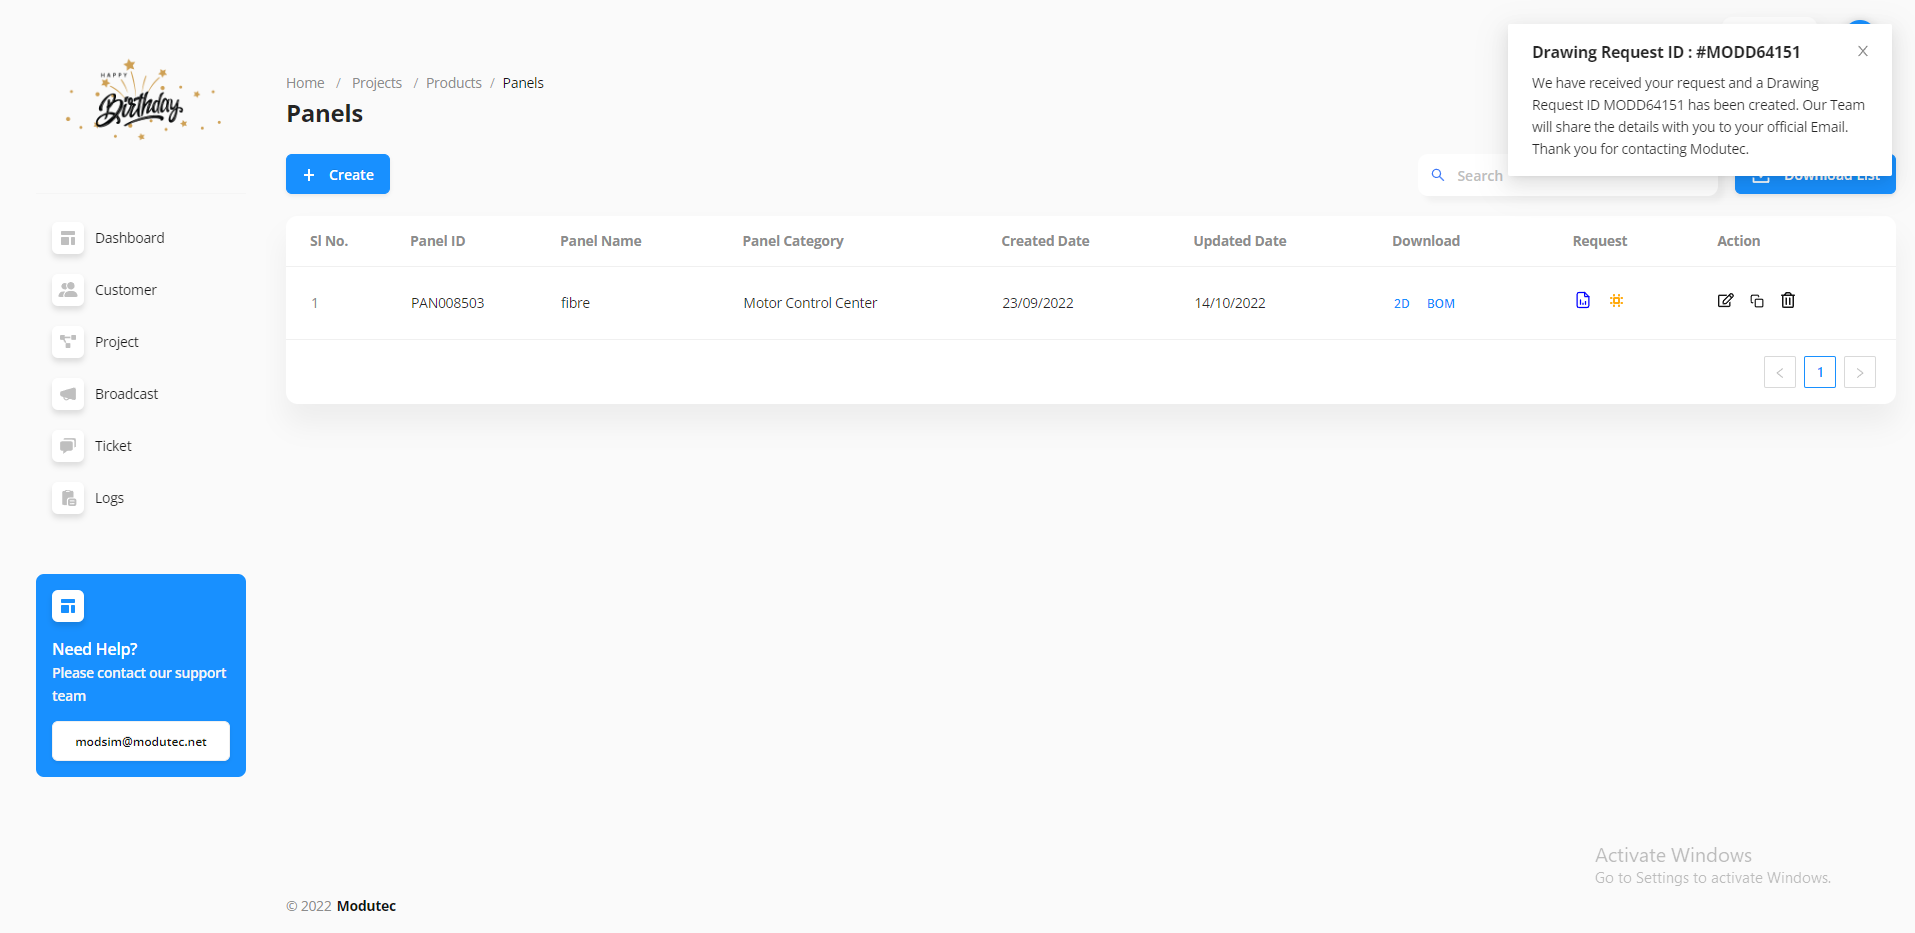 HAPPY
Birthday
Dashboard
Customer
Project
Broadcast
Ticket
Logs
Need Help?
Please contact our support
team
modsim@modutec.net
Home / Projects / Products / Panels
Panels
+ Create
Search
Download List
Drawing Request ID : #MODD64151
We have received your request and a Drawing
Request ID MODD64151 has been created. Our Team
will share the details with you to your official Email.
Thank you for contacting Modutec.
Sl No. Panel ID Panel Name Panel Category Created Date Updated Date Download Request Action
1 PAN008503 fibre Motor Control Center 23/09/2022 14/10/2022 2D BOM
< 1 >
Activate Windows
Go to Settings to activate Windows.
© 2022 Modutec